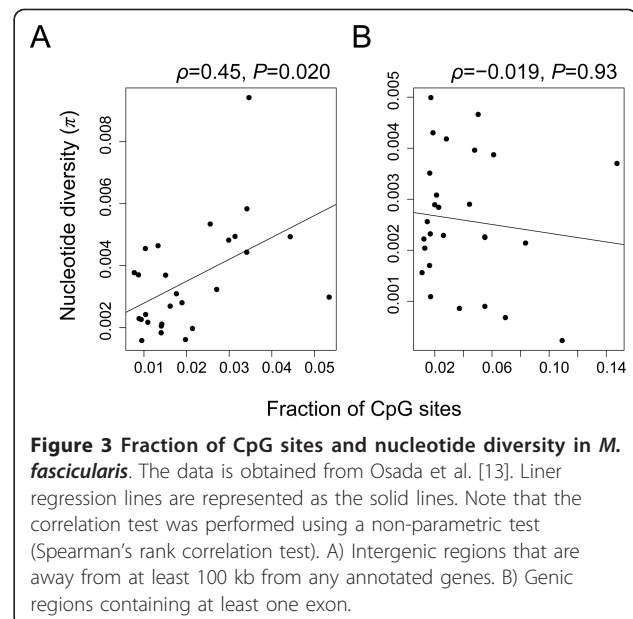 A
B
ρ=0.45, P=0.020
ρ=−0.019, P=0.93
Nucleotide diversity (π)
0.008
0.006
0.004
0.002
0.005
0.004
0.003
0.002
0.001
0.01 0.02 0.03 0.04 0.05
0.02 0.06 0.10 0.14
Fraction of CpG sites
Figure 3 Fraction of CpG sites and nucleotide diversity in M.
fascicularis. The data is obtained from Osada et al. [13]. Liner
regression lines are represented as the solid lines. Note that the
correlation test was performed using a non-parametric test
(Spearman's rank correlation test). A) Intergenic regions that are
away from at least 100 kb from any annotated genes. B) Genic
regions containing at least one exon.